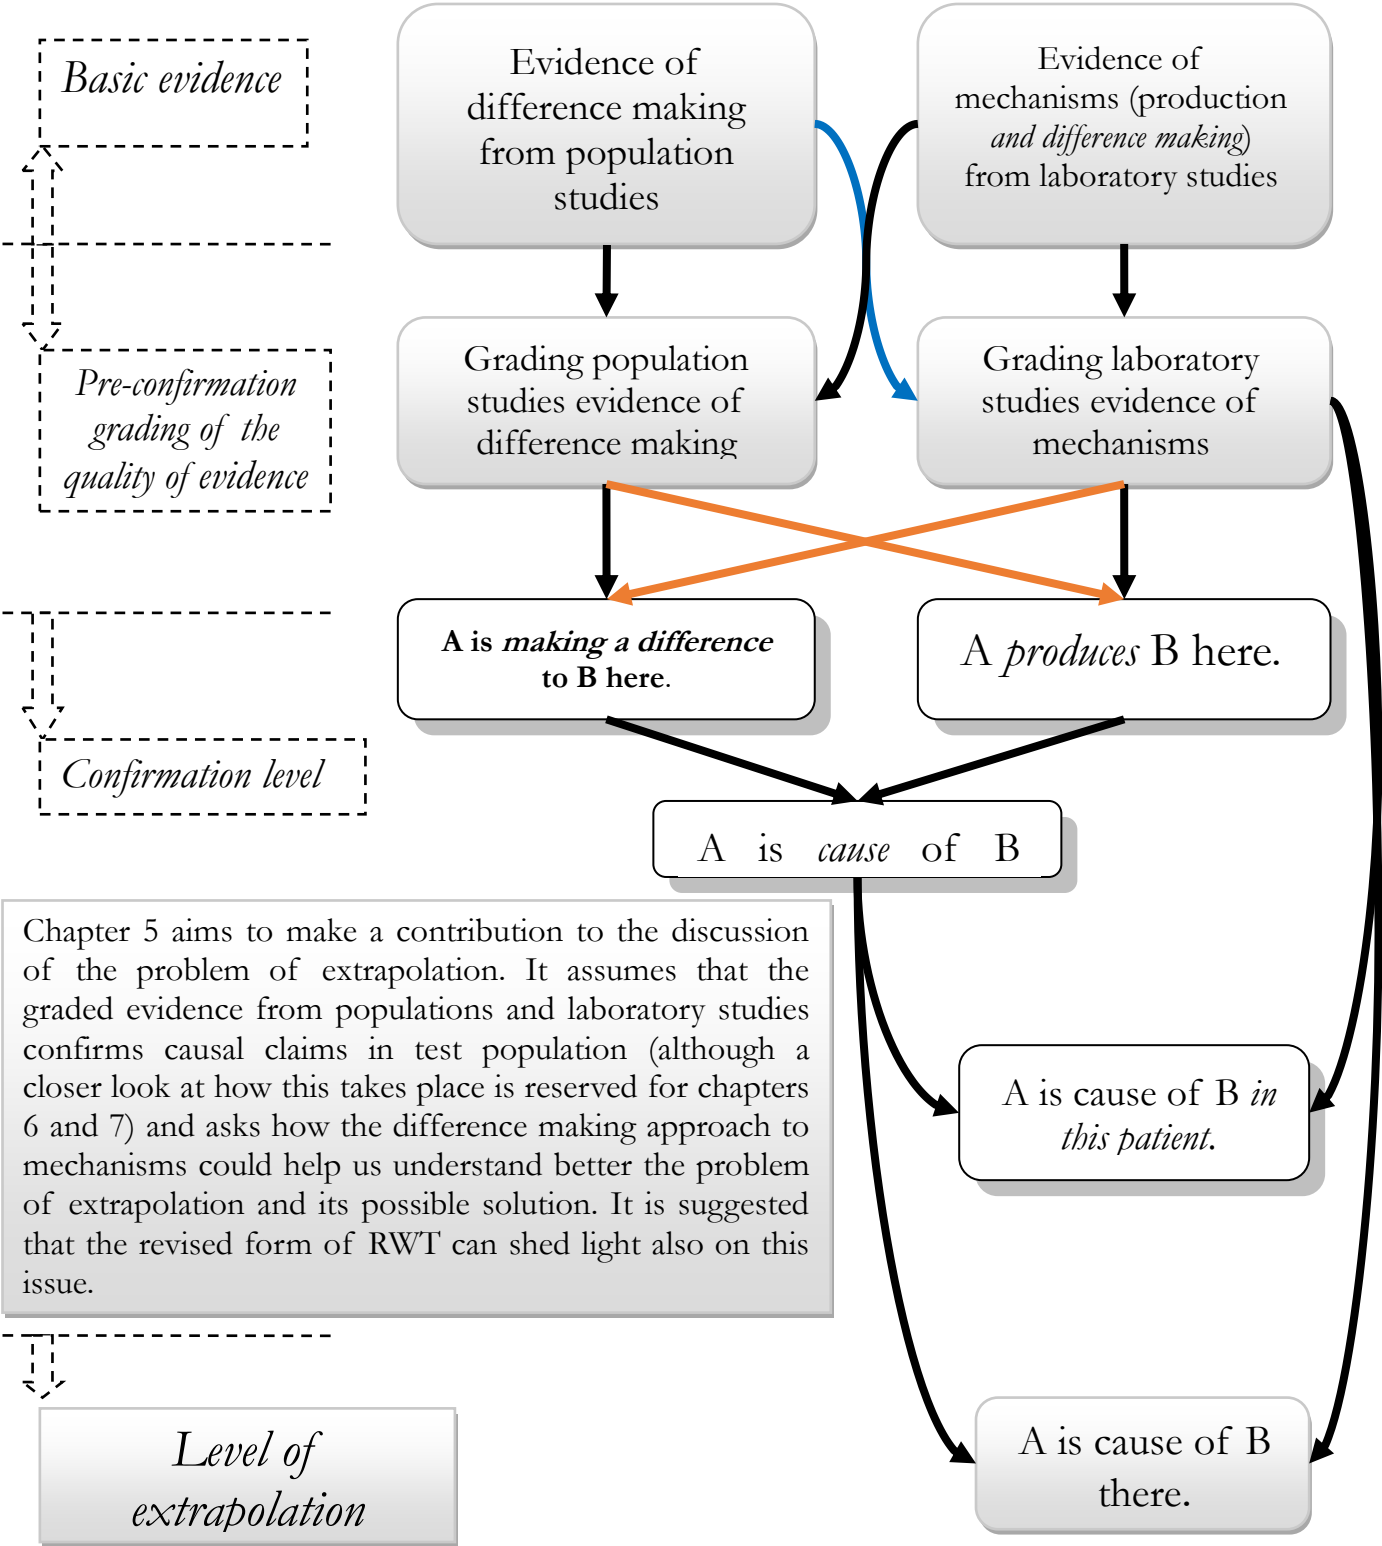 Basic evidence
Evidence of
difference making
from population
studies
Evidence of
mechanisms (production
and difference making)
from laboratory studies
Pre-confirmation
grading of the
quality of evidence
Grading population
studies evidence of
difference making
Grading laboratory
studies evidence of
mechanisms
A is making a difference
to B here.
A produces B here.
Confirmation level
A is cause of B
Chapter 5 aims to make a contribution to the discussion
of the problem of extrapolation. It assumes that the
graded evidence from populations and laboratory studies
confirms causal claims in test population (although a
closer look at how this takes place is reserved for chapters
6 and 7) and asks how the difference making approach to
mechanisms could help us understand better the problem
of extrapolation and its possible solution. It is suggested
that the revised form of RWT can shed light also on this
issue.
A is cause of B in
this patient.
Level of
extrapolation
A is cause of B
there.